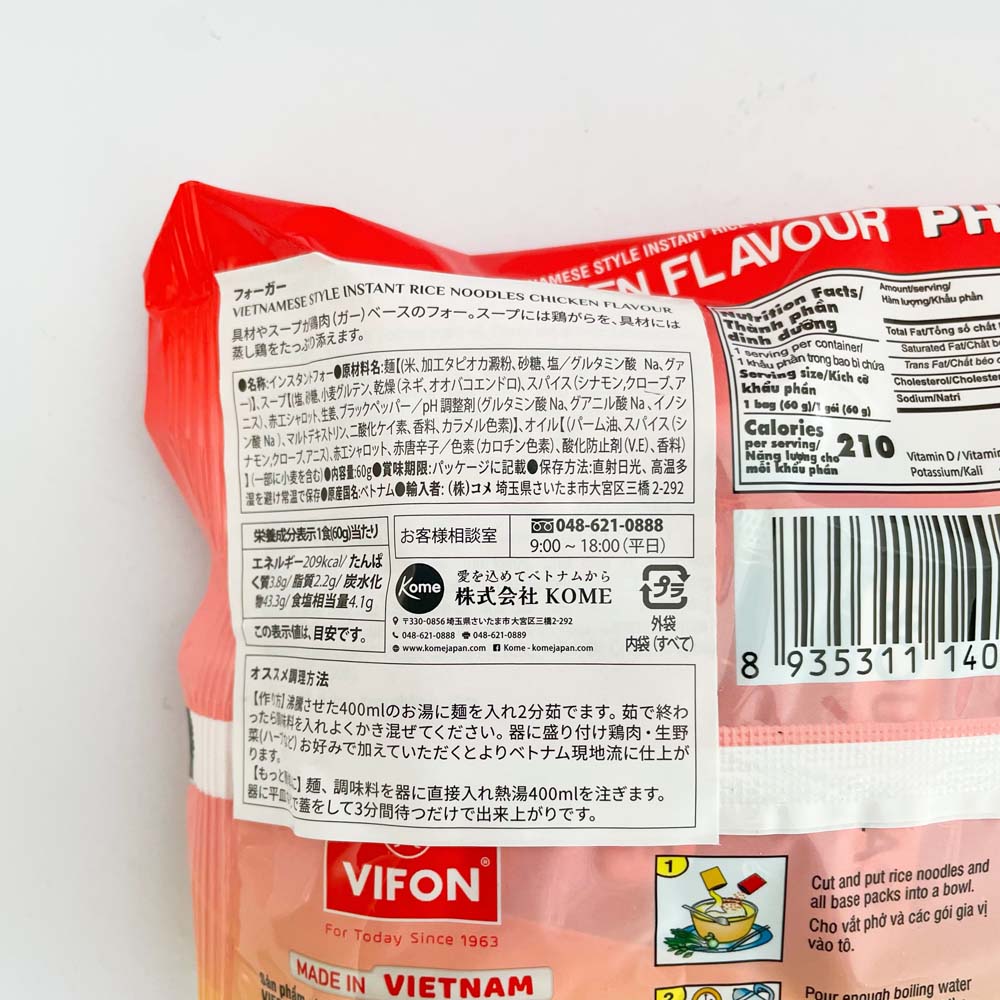 NAMESE STYLE INSTANT RICE
EN FLAVOUR PH
フォーガー
VIETNAMESE STYLE INSTANT RICE NOODLES CHICKEN FLAVOUR
具材やスープが鶏肉(ガー)ベースのフォー。スープには鶏がらを、具材には
蒸し鶏をたっぷり添えます。
●名称:インスタントフォー●原材料名:麺【(米、加工タピオカ澱粉、砂糖、塩/グルタミン酸 Na、グァ
ー)】、スープ【(塩、砂糖、小麦グルテン、乾燥(ネギ、オオバコエンドロ)、スパイス(シナモン,クローブ,ア
ニス)、赤エシャロット、生姜、ブラックペッパー/pH 調整剤(グルタミン酸 Na、グアニル酸 Na 、イノシ
ン酸 Na )、マルトデキストリン、二酸化ケイ素、香料、カラメル色素)】、オイル【(パーム油、スパイス(シ
ナモン,クローブ,アニス)、赤エシャロット、赤唐辛子/色素(カロチン色素)、酸化防止剤(V.E)、香料)
】(一部に小麦を含む)●内容量:60g●賞味期限:パッケージに記載●保存方法:直射日光、高温多
湿を避け常温で保存●原産国名:ベトナム●輸入者:(株)コメ 埼玉県さいたま市大宮区三橋 2-292
栄養成分表示1食(60g)当たり
エネルギー209kcal/たんぱ
く質3.8g/脂質2.2g/炭水化
物43.3g/食塩相当量4.1g
この表示値は、目安です。
お客様相談室
048-621-0888
9:00 ~ 18:00 (平日)
Kome
愛を込めてベトナムから
株式会社 KOME
〒330-0856 埼玉県さいたま市大宮区三橋2-292
048-621-0888 048-621-0889
www.komejapan.com Kome - komejapan.com
プラ
外袋
内袋(すべて)
オススメ調理方法
【作り方】沸騰させた400mlのお湯に麺を入れ2分茹でます。茹で終わ
ったら調味料を入れよくかき混ぜてください。器に盛り付け鶏肉・生野
菜(ハーブなど)お好みで加えていただくとよりベトナム現地流に仕上が
ります。
【もっと簡単に】麺、調味料を器に直接入れ熱湯400mlを注ぎます。
器に平皿などで蓋をして3分間待つだけで出来上がりです。
Nutrition Facts/
Thành phần
dinh dưỡng
1 serving per container/
1 khẩu phần trong bao bì chứa
Serving size/Kích cỡ
khẩu phần
1 bag (60 g)/1 gói (60 g)
Calories
per serving/
Năng lượng cho
mỗi khẩu phần
210
Amount/serving/
Hàm lượng/Khẩu phần
Total Fat/Tổng số chất
Saturated Fat/Chất b
Trans Fat/Chất béo
Cholesterol/Cholester
Sodium/Natri
Vitamin D / Vitamin
Potassium/Kali
8 935311 140
VIFON®
For Today Since 1963
MADE IN VIETNAM
Sản phẩm
1
Cut and put rice noodles and
all base packs into a bowl.
Cho vắt phở và các gói gia vị
vào tô.
2
Pour enough boiling water